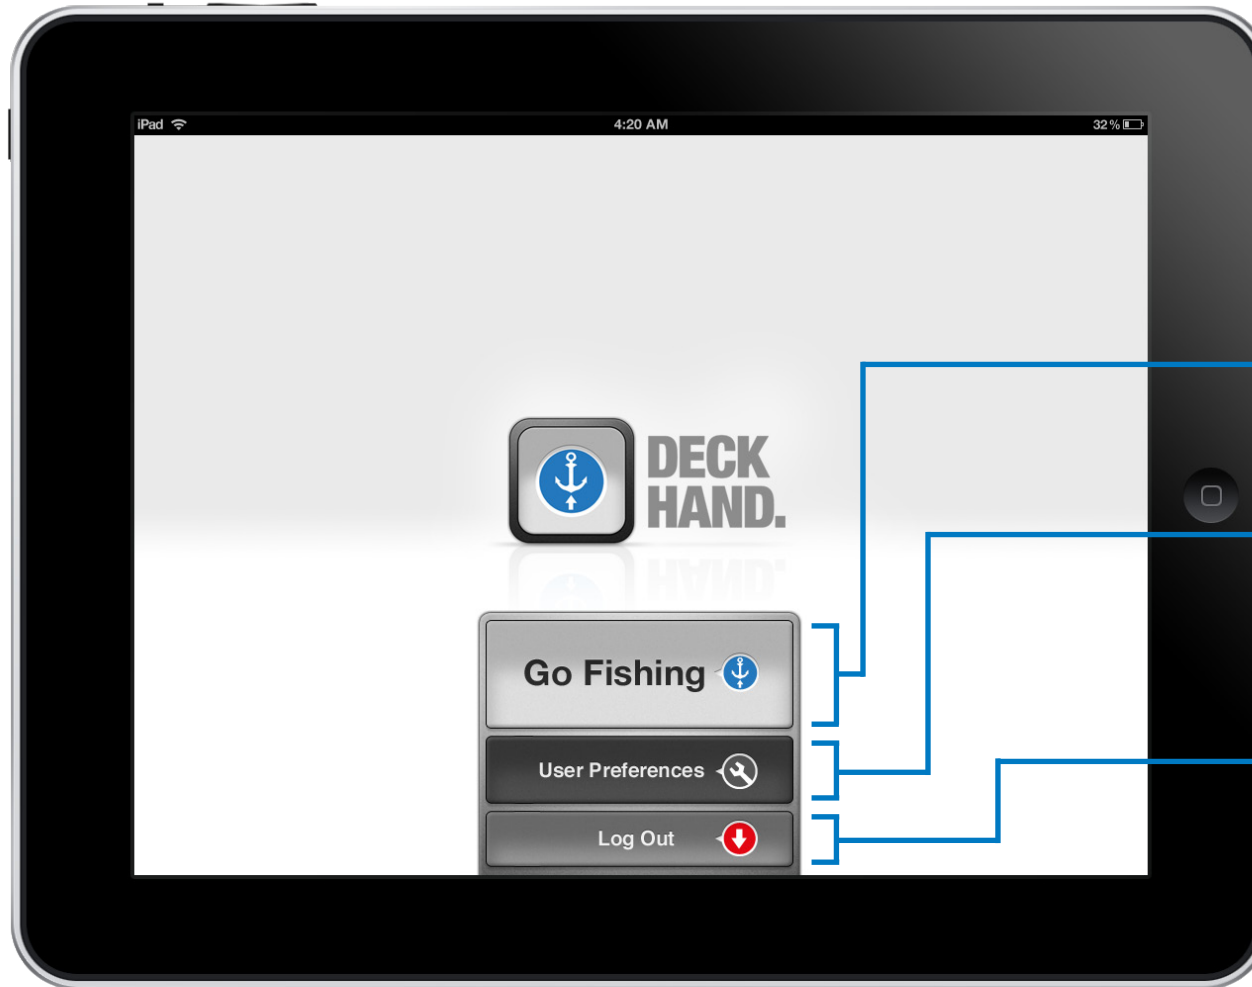 iPad 4:20 AM 32%
DECK
HAND.
Go Fishing
User Preferences
Log Out